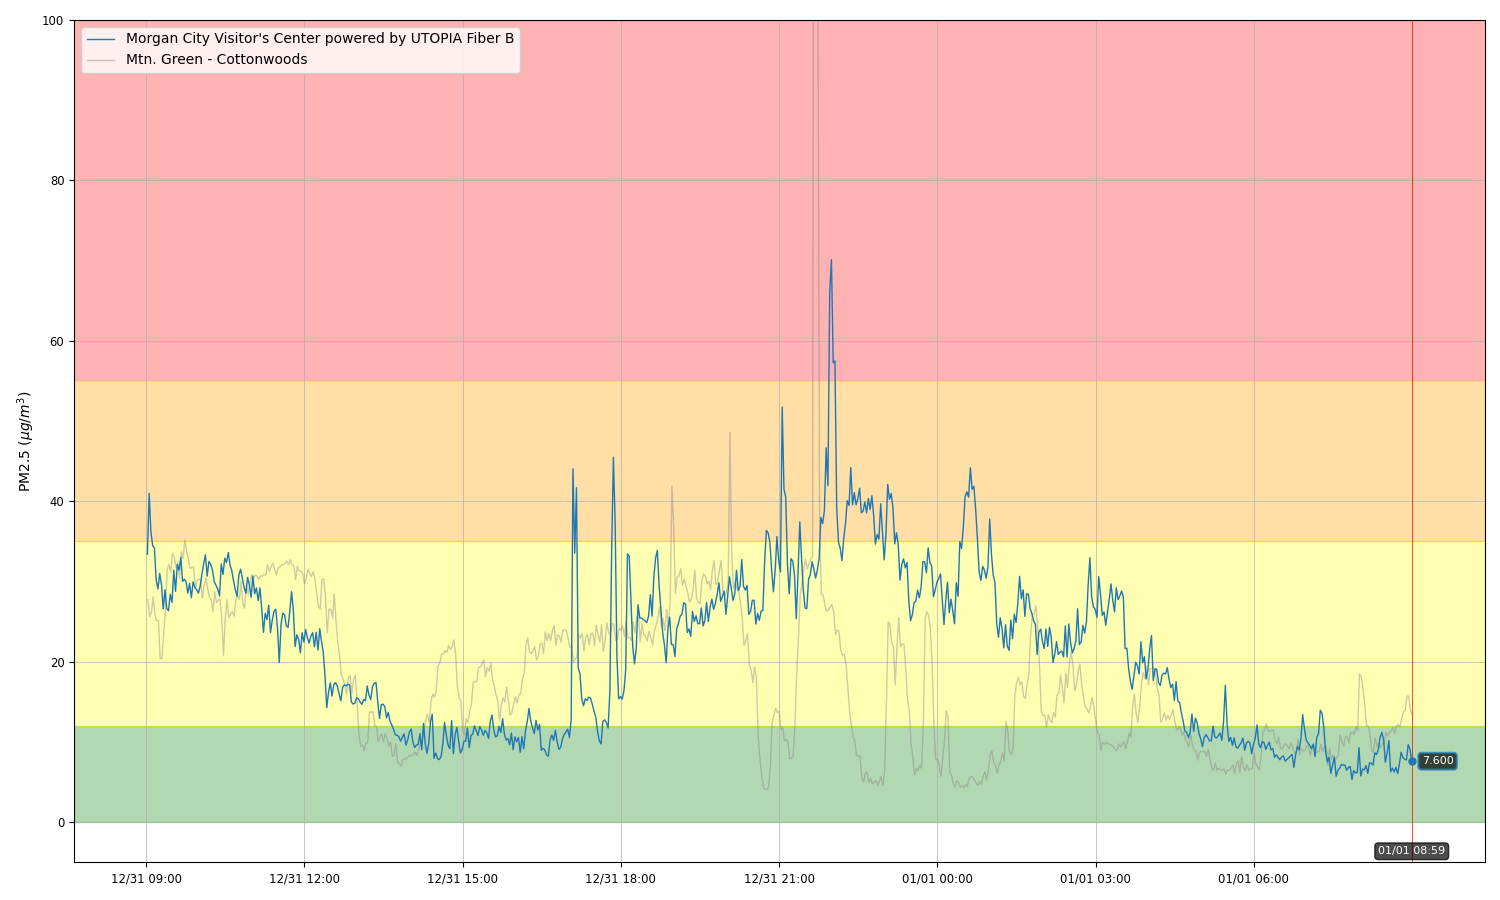 100
Morgan City Visitor's Center powered by UTOPIA Fiber B
Mtn. Green - Cottonwoods
80
60
PM2.5 (μg/m³)
40
20
7.600
0
01/01 08:59
12/31 09:00 12/31 12:00 12/31 15:00 12/31 18:00 12/31 21:00 01/01 00:00 01/01 03:00 01/01 06:00